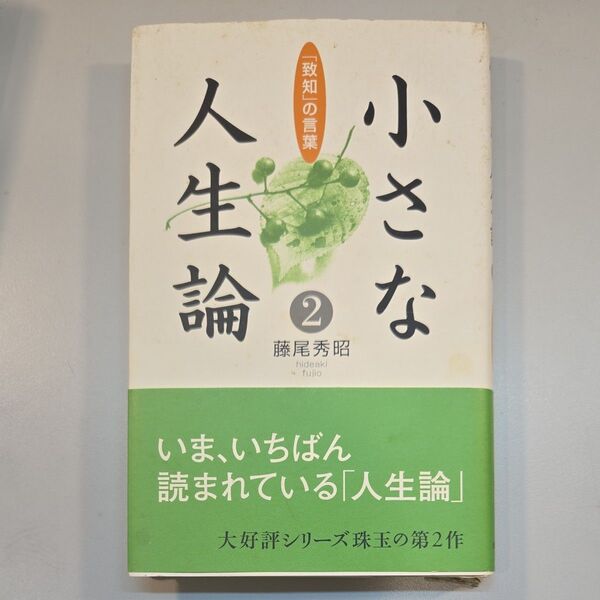 小さな
人生論
「致知」の言葉
2
藤尾秀昭
hideaki
fujio
いま、いちばん
読まれている「人生論」
大好評シリーズ珠玉の第2作